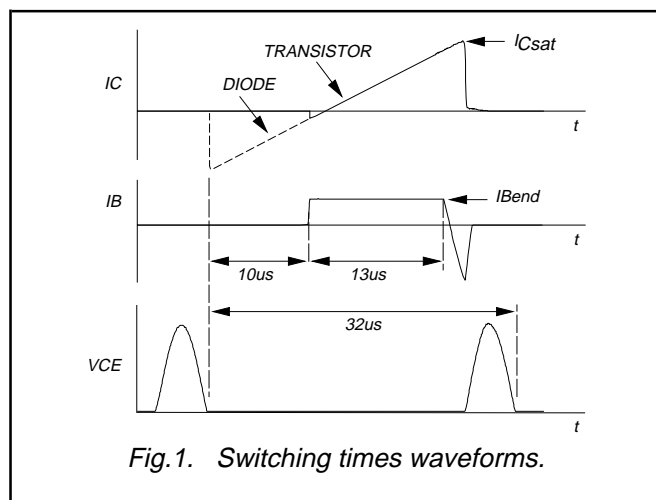 ICsat
TRANSISTOR
IC
DIODE
t
IB
IBend
t
10us
13us
32us
VCE
t
Fig.1. Switching times waveforms.